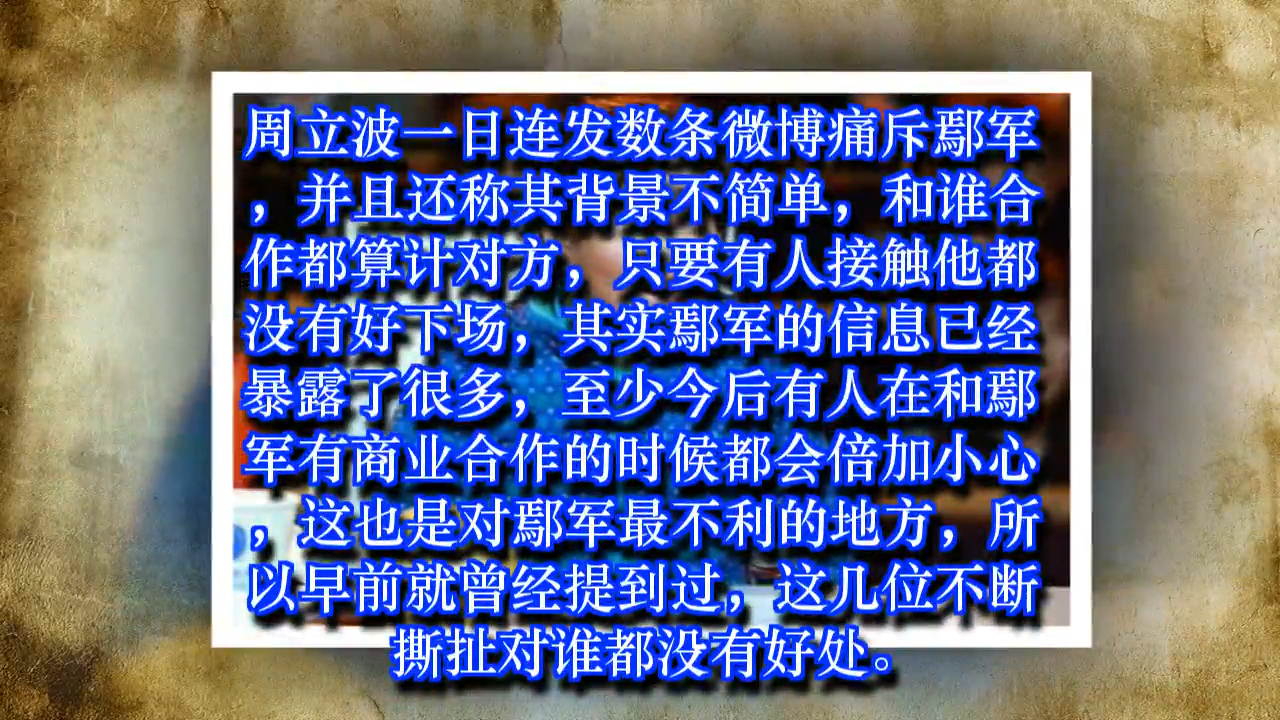 周立波一日连发数条微博痛斥鄢军
，并且还称其背景不简单，和谁合
作都算计对方，只要有人接触他都
没有好下场，其实鄢军的信息已经
暴露了很多，至少今后有人在和鄢
军有商业合作的时候都会倍加小心
，这也是对鄢军最不利的地方，所
以早前就曾经提到过，这几位不断
撕扯对谁都没有好处。